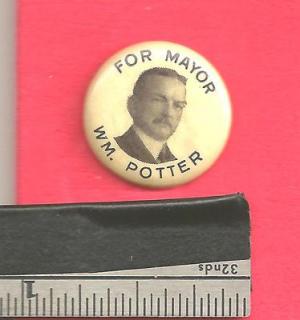 FOR MAYOR
WM. POTTER
32nds
1